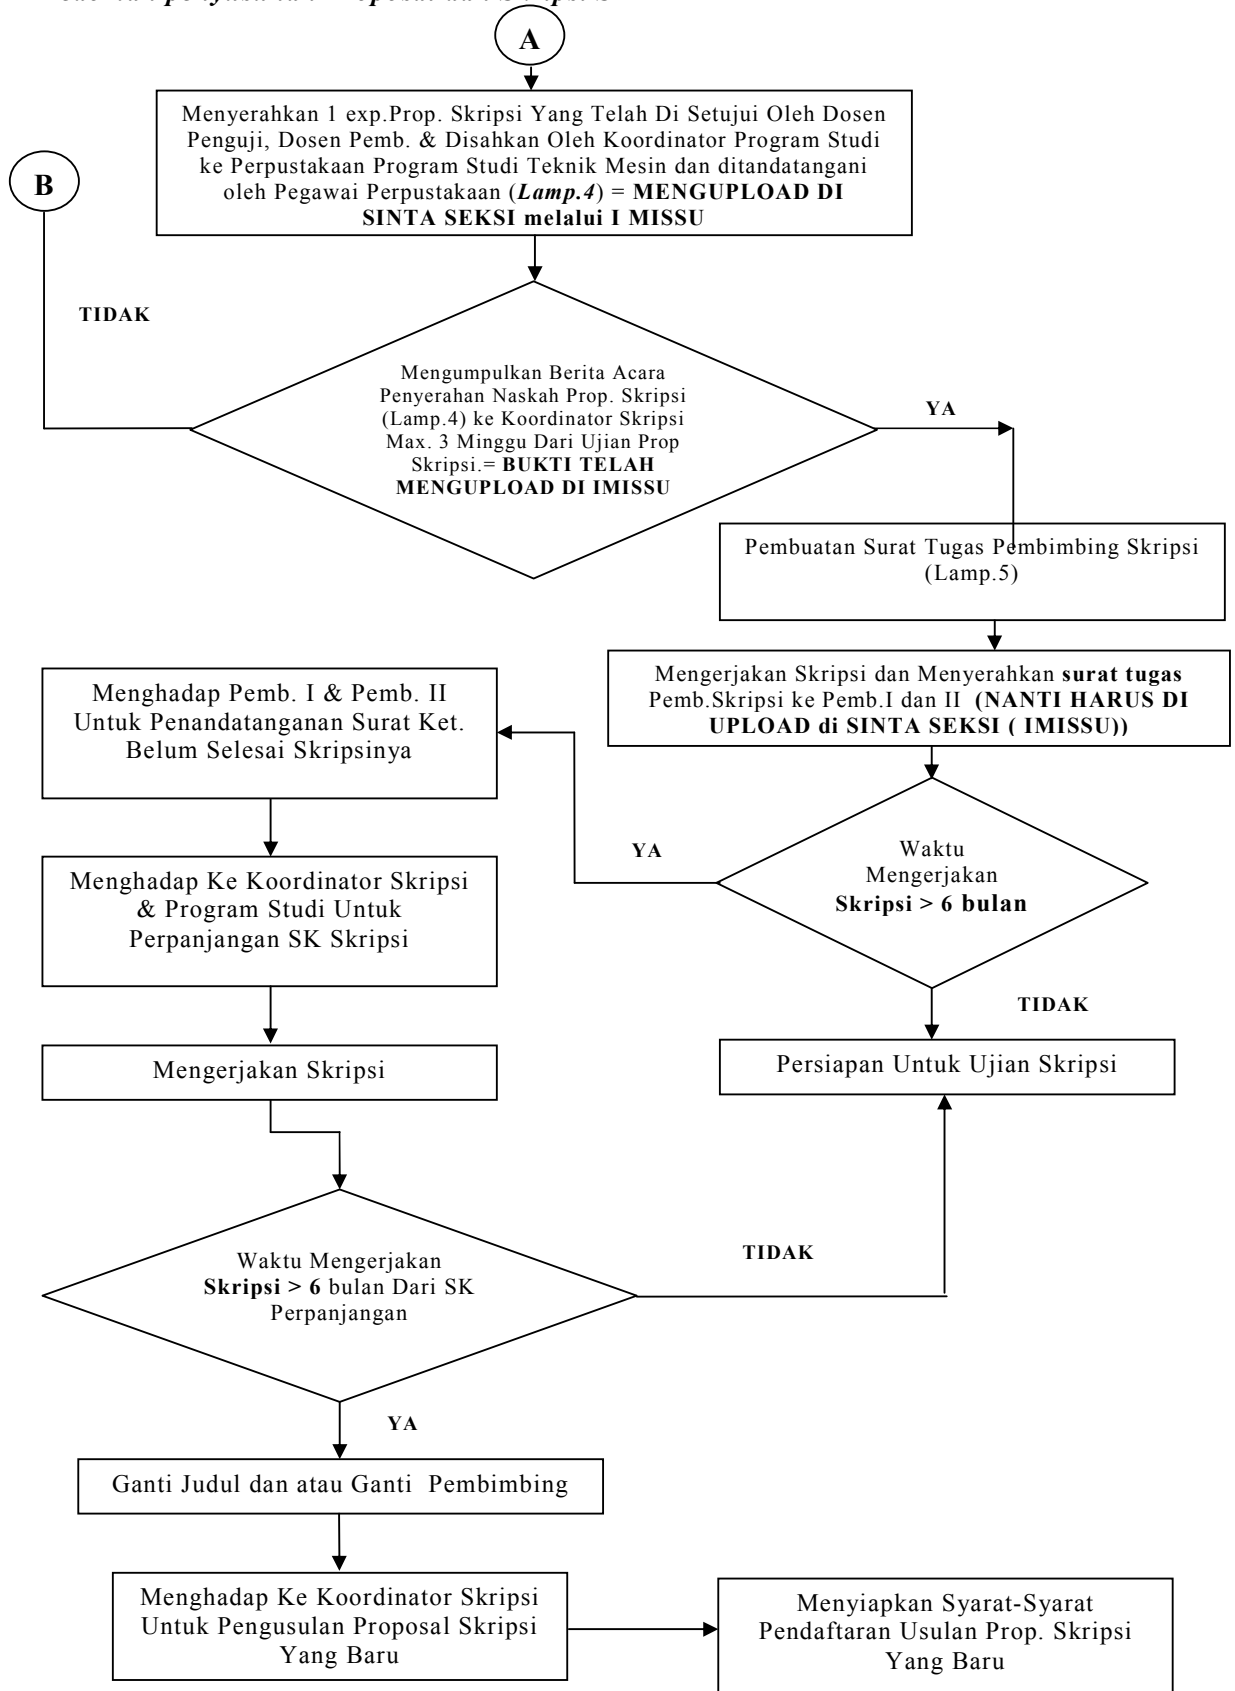 A
Menyerahkan 1 exp.Prop. Skripsi Yang Telah Di Setujui Oleh Dosen
Penguji, Dosen Pemb. & Disahkan Oleh Koordinator Program Studi
ke Perpustakaan Program Studi Teknik Mesin dan ditandatangani
oleh Pegawai Perpustakaan (Lamp.4) = MENGUPLOAD DI
SINTA SEKSI melalui I MISSU
B
TIDAK
Mengumpulkan Berita Acara
Penyerahan Naskah Prop. Skripsi
(Lamp.4) ke Koordinator Skripsi
Max. 3 Minggu Dari Ujian Prop
Skripsi.= BUKTI TELAH
MENGUPLOAD DI IMISSU
YA
Pembuatan Surat Tugas Pembimbing Skripsi
(Lamp.5)
Mengerjakan Skripsi dan Menyerahkan surat tugas
Pemb.Skripsi ke Pemb.I dan II (NANTI HARUS DI
UPLOAD di SINTA SEKSI ( IMISSU))
Menghadap Pemb. I & Pemb. II
Untuk Penandatanganan Surat Ket.
Belum Selesai Skripsinya
YA
Waktu
Mengerjakan
Skripsi > 6 bulan
Menghadap Ke Koordinator Skripsi
& Program Studi Untuk
Perpanjangan SK Skripsi
TIDAK
Mengerjakan Skripsi
Persiapan Untuk Ujian Skripsi
Waktu Mengerjakan
Skripsi > 6 bulan Dari SK
Perpanjangan
TIDAK
YA
Ganti Judul dan atau Ganti Pembimbing
Menghadap Ke Koordinator Skripsi
Untuk Pengusulan Proposal Skripsi
Yang Baru
Menyiapkan Syarat-Syarat
Pendaftaran Usulan Prop. Skripsi
Yang Baru